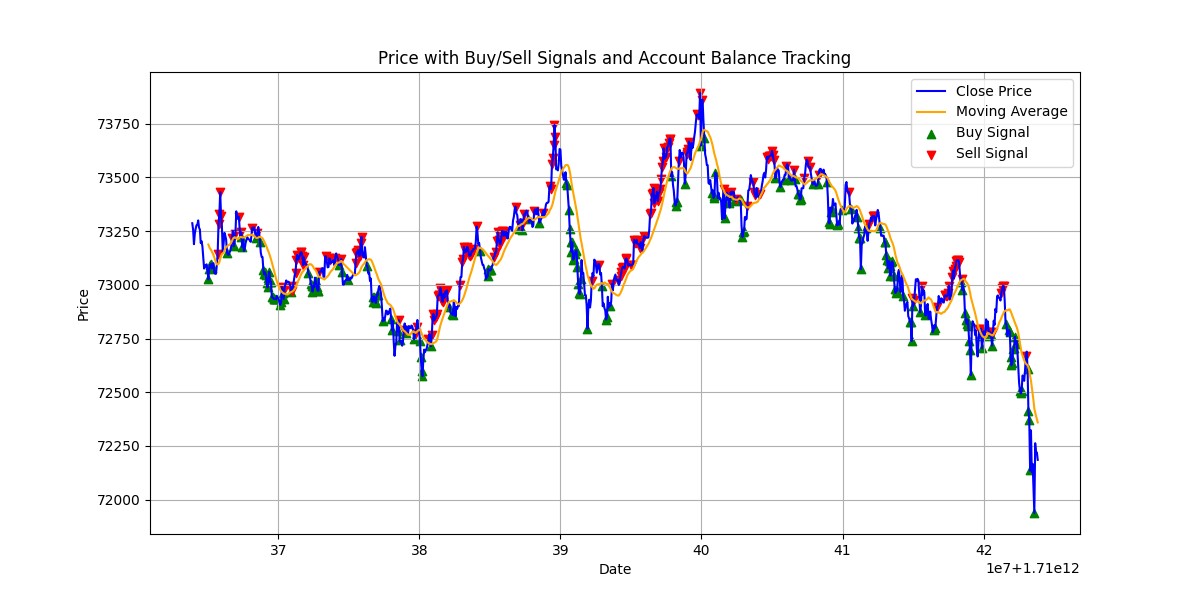 Price with Buy/Sell Signals and Account Balance Tracking
Close Price
Moving Average
Buy Signal
Sell Signal
73750
73500
73250
73000
72750
72500
72250
72000
Price
37 38 39 40 41 42
1e7+1.71e12
Date